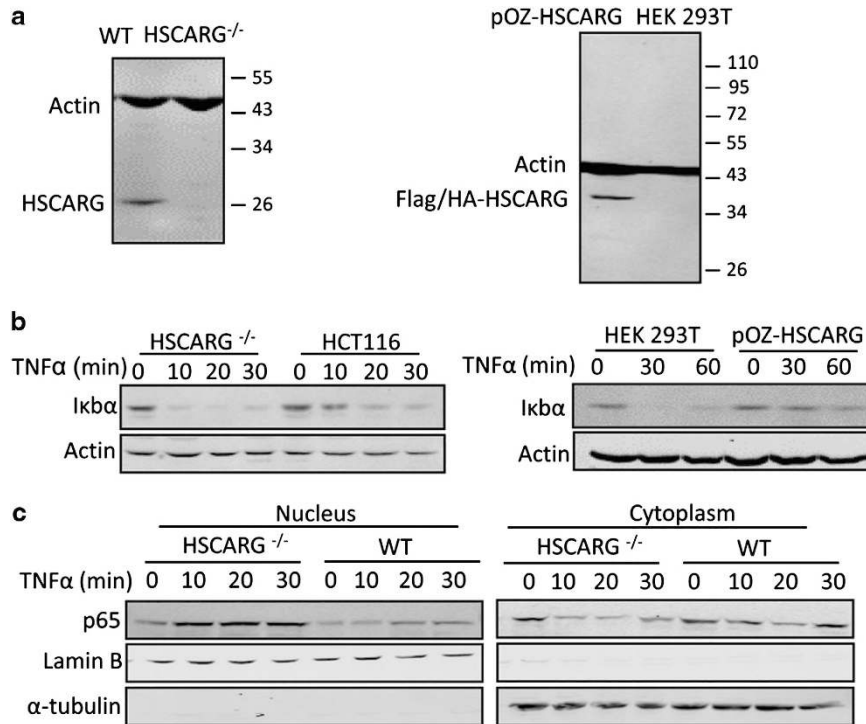 a
WT HSCARG-/-
Actin
HSCARG
55
43
34
26
pOZ-HSCARG HEK 293T
Actin
Flag/HA-HSCARG
110
95
72
55
43
34
26
b
HSCARG -/- HCT116
TNFα (min) 0 10 20 30 0 10 20 30
Iκbα
Actin
HEK 293T pOZ-HSCARG
TNFα (min) 0 30 60 0 30 60
Iκbα
Actin
c
Nucleus
HSCARG -/- WT
TNFα (min) 0 10 20 30 0 10 20 30
p65
Lamin B
α-tubulin
Cytoplasm
HSCARG -/- WT
0 10 20 30 0 10 20 30